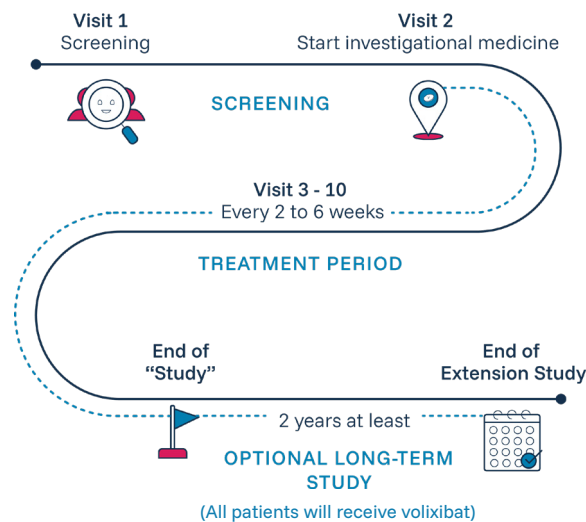 Visit 1
Screening
Visit 2
Start investigational medicine
SCREENING
Visit 3 - 10
Every 2 to 6 weeks
TREATMENT PERIOD
End of
“Study”
End of
Extension Study
2 years at least
OPTIONAL LONG-TERM
STUDY
(All patients will receive volixibat)